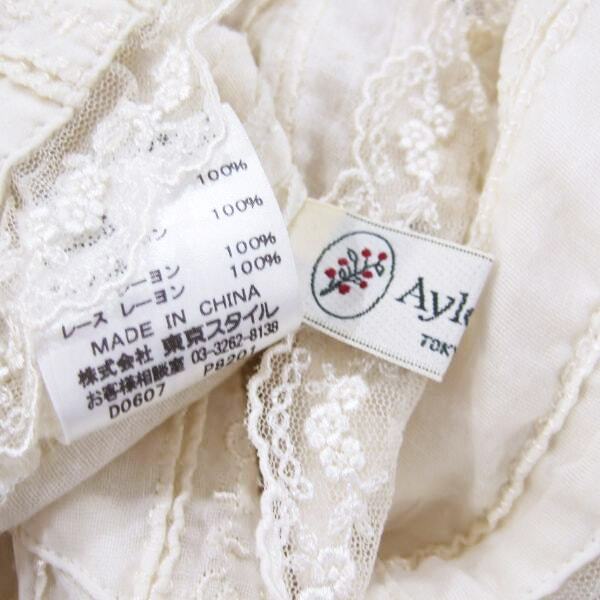 100%
100%
100%
レーヨン 100%
レース レーヨン
MADE IN CHINA
株式会社 東京スタイル
お客様相談室 03-3262-8138
D0607 P8201
Ayl
TOK